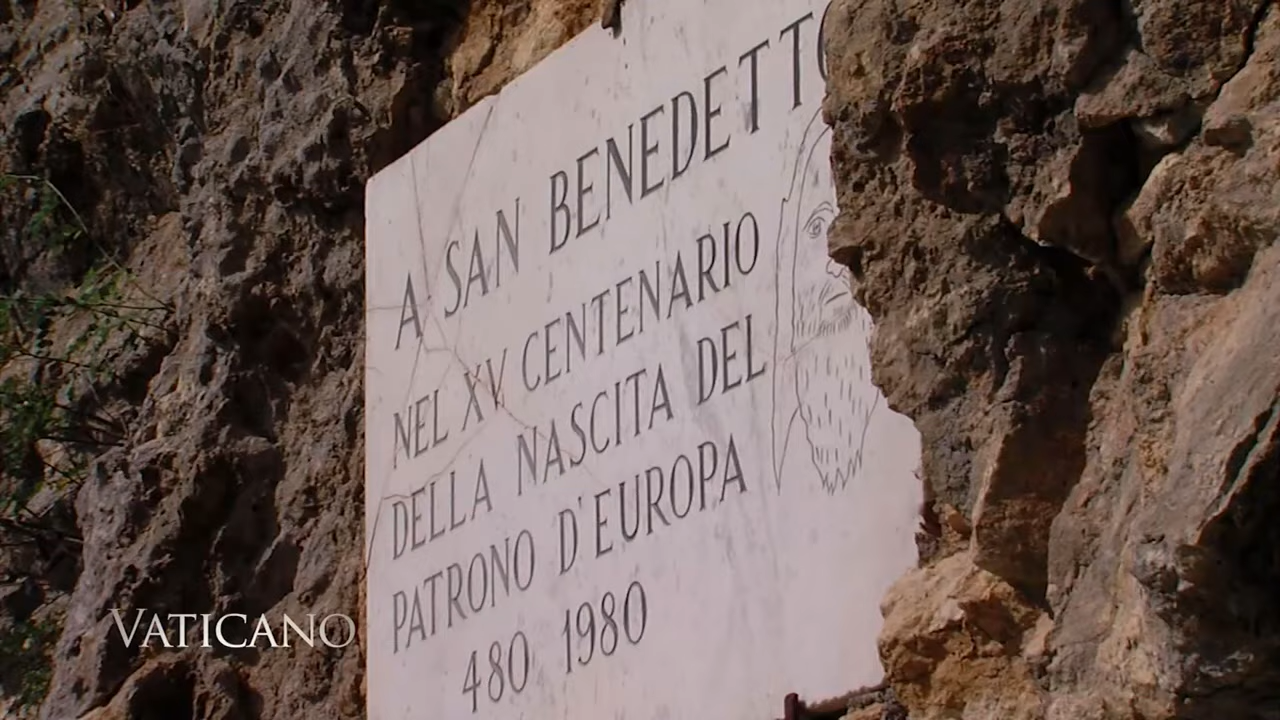 A SAN BENEDETTO
NEL XV CENTENARIO
DELLA NASCITA DEL
PATRONO D'EUROPA
480 1980
VATICANO